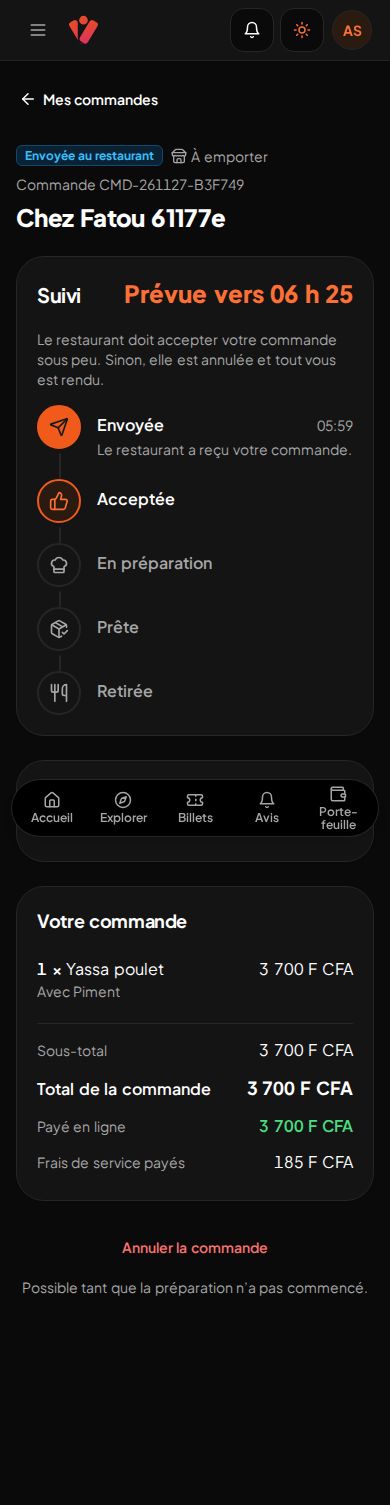 AS
Mes commandes
Envoyée au restaurant À emporter
Commande CMD-261127-B3F749
Chez Fatou 61177e
Suivi Prévue vers 06 h 25
Le restaurant doit accepter votre commande
sous peu. Sinon, elle est annulée et tout vous
est rendu.
Envoyée 05:59
Le restaurant a reçu votre commande.
Acceptée
En préparation
Prête
Retirée
Accueil Explorer Billets Avis Porte-
feuille
Votre commande
1 × Yassa poulet 3 700 F CFA
Avec Piment
Sous-total 3 700 F CFA
Total de la commande 3 700 F CFA
Payé en ligne 3 700 F CFA
Frais de service payés 185 F CFA
Annuler la commande
Possible tant que la préparation n'a pas commencé.